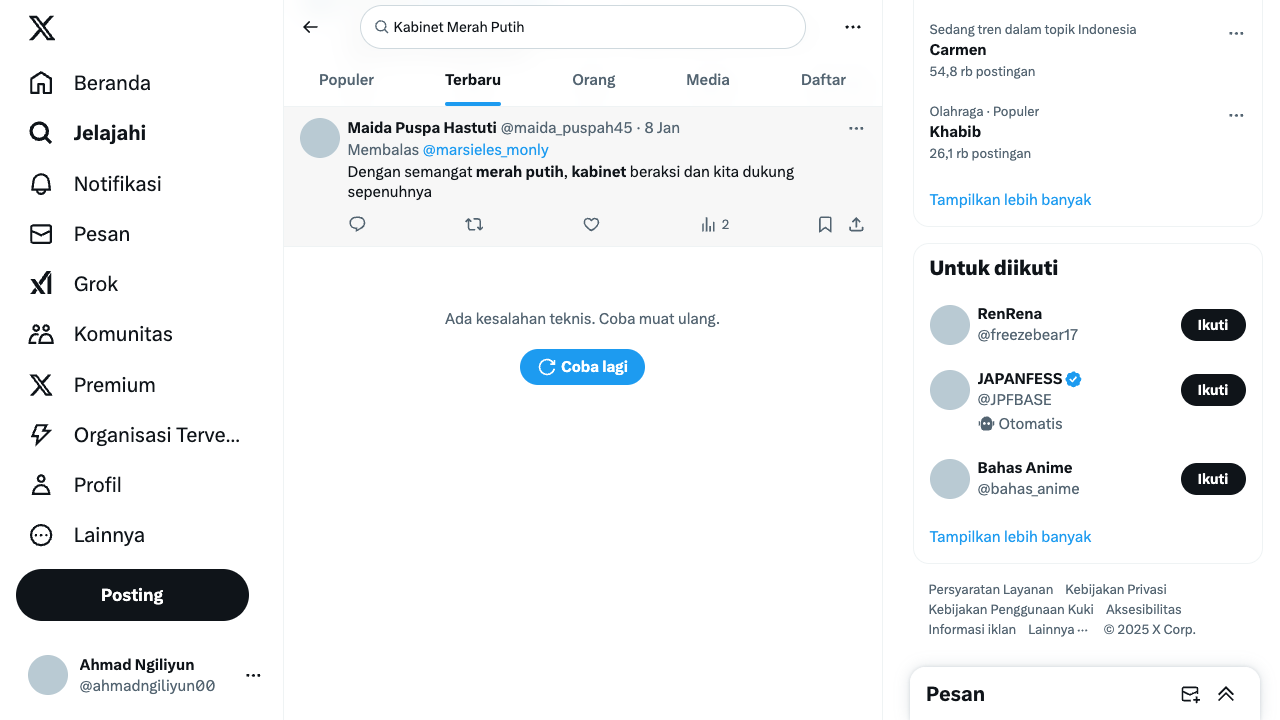 Beranda
Jelajahi
Notifikasi
Pesan
Grok
Komunitas
Premium
Organisasi Terve...
Profil
Lainnya
Posting
Ahmad Ngiliyun
@ahmadngiliyun00
Kabinet Merah Putih
Populer
Terbaru
Orang
Media
Daftar
Maida Puspa Hastuti @maida_puspah45 · 8 Jan
Membalas @marsieles_monly
Dengan semangat merah putih, kabinet beraksi dan kita dukung
sepenuhnya
2
Ada kesalahan teknis. Coba muat ulang.
Coba lagi
Sedang tren dalam topik Indonesia
Carmen
54,8 rb postingan
Olahraga · Populer
Khabib
26,1 rb postingan
Tampilkan lebih banyak
Untuk diikuti
RenRena
@freezebear17
Ikuti
JAPANFESS
@JPFBASE
Otomatis
Ikuti
Bahas Anime
@bahas_anime
Ikuti
Tampilkan lebih banyak
Persyaratan Layanan Kebijakan Privasi
Kebijakan Penggunaan Kuki Aksesibilitas
Informasi iklan Lainnya ··· © 2025 X Corp.
Pesan